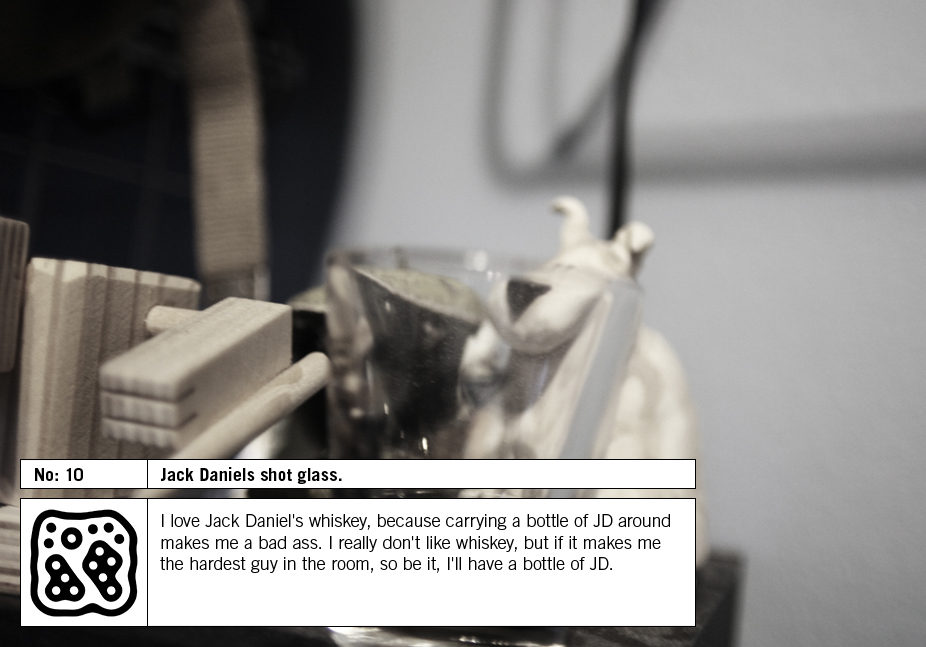 No: 10
Jack Daniels shot glass.
I love Jack Daniel's whiskey, because carrying a bottle of JD around
makes me a bad ass. I really don't like whiskey, but if it makes me
the hardest guy in the room, so be it, I'll have a bottle of JD.